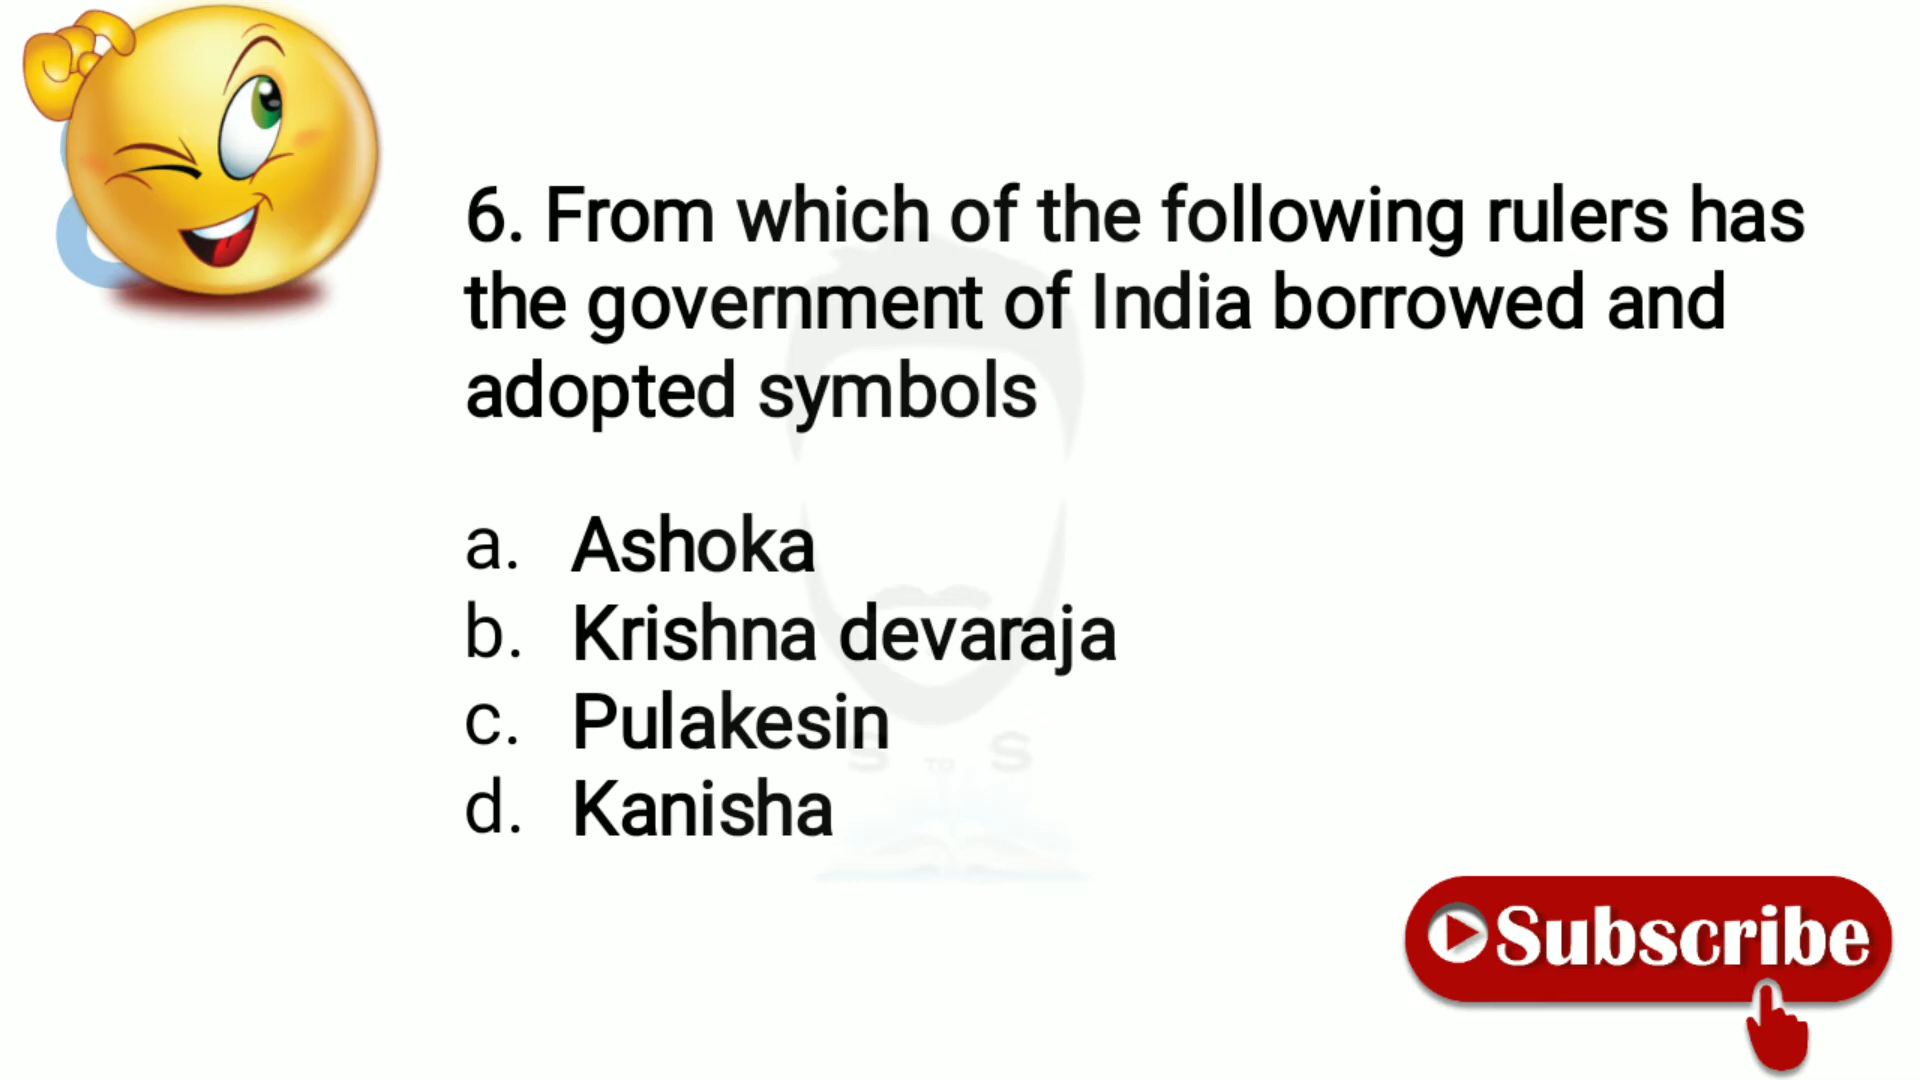 6. From which of the following rulers has
the government of India borrowed and
adopted symbols
a. Ashoka
b. Krishna devaraja
c. Pulakesin
d. Kanisha
S TO S
Subscribe